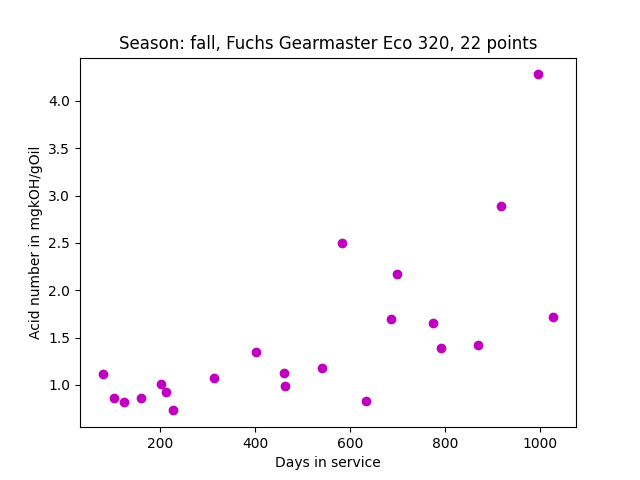 Season: fall, Fuchs Gearmaster Eco 320, 22 points
Acid number in mgkOH/gOil
4.0
3.5
3.0
2.5
2.0
1.5
1.0
200 400 600 800 1000
Days in service